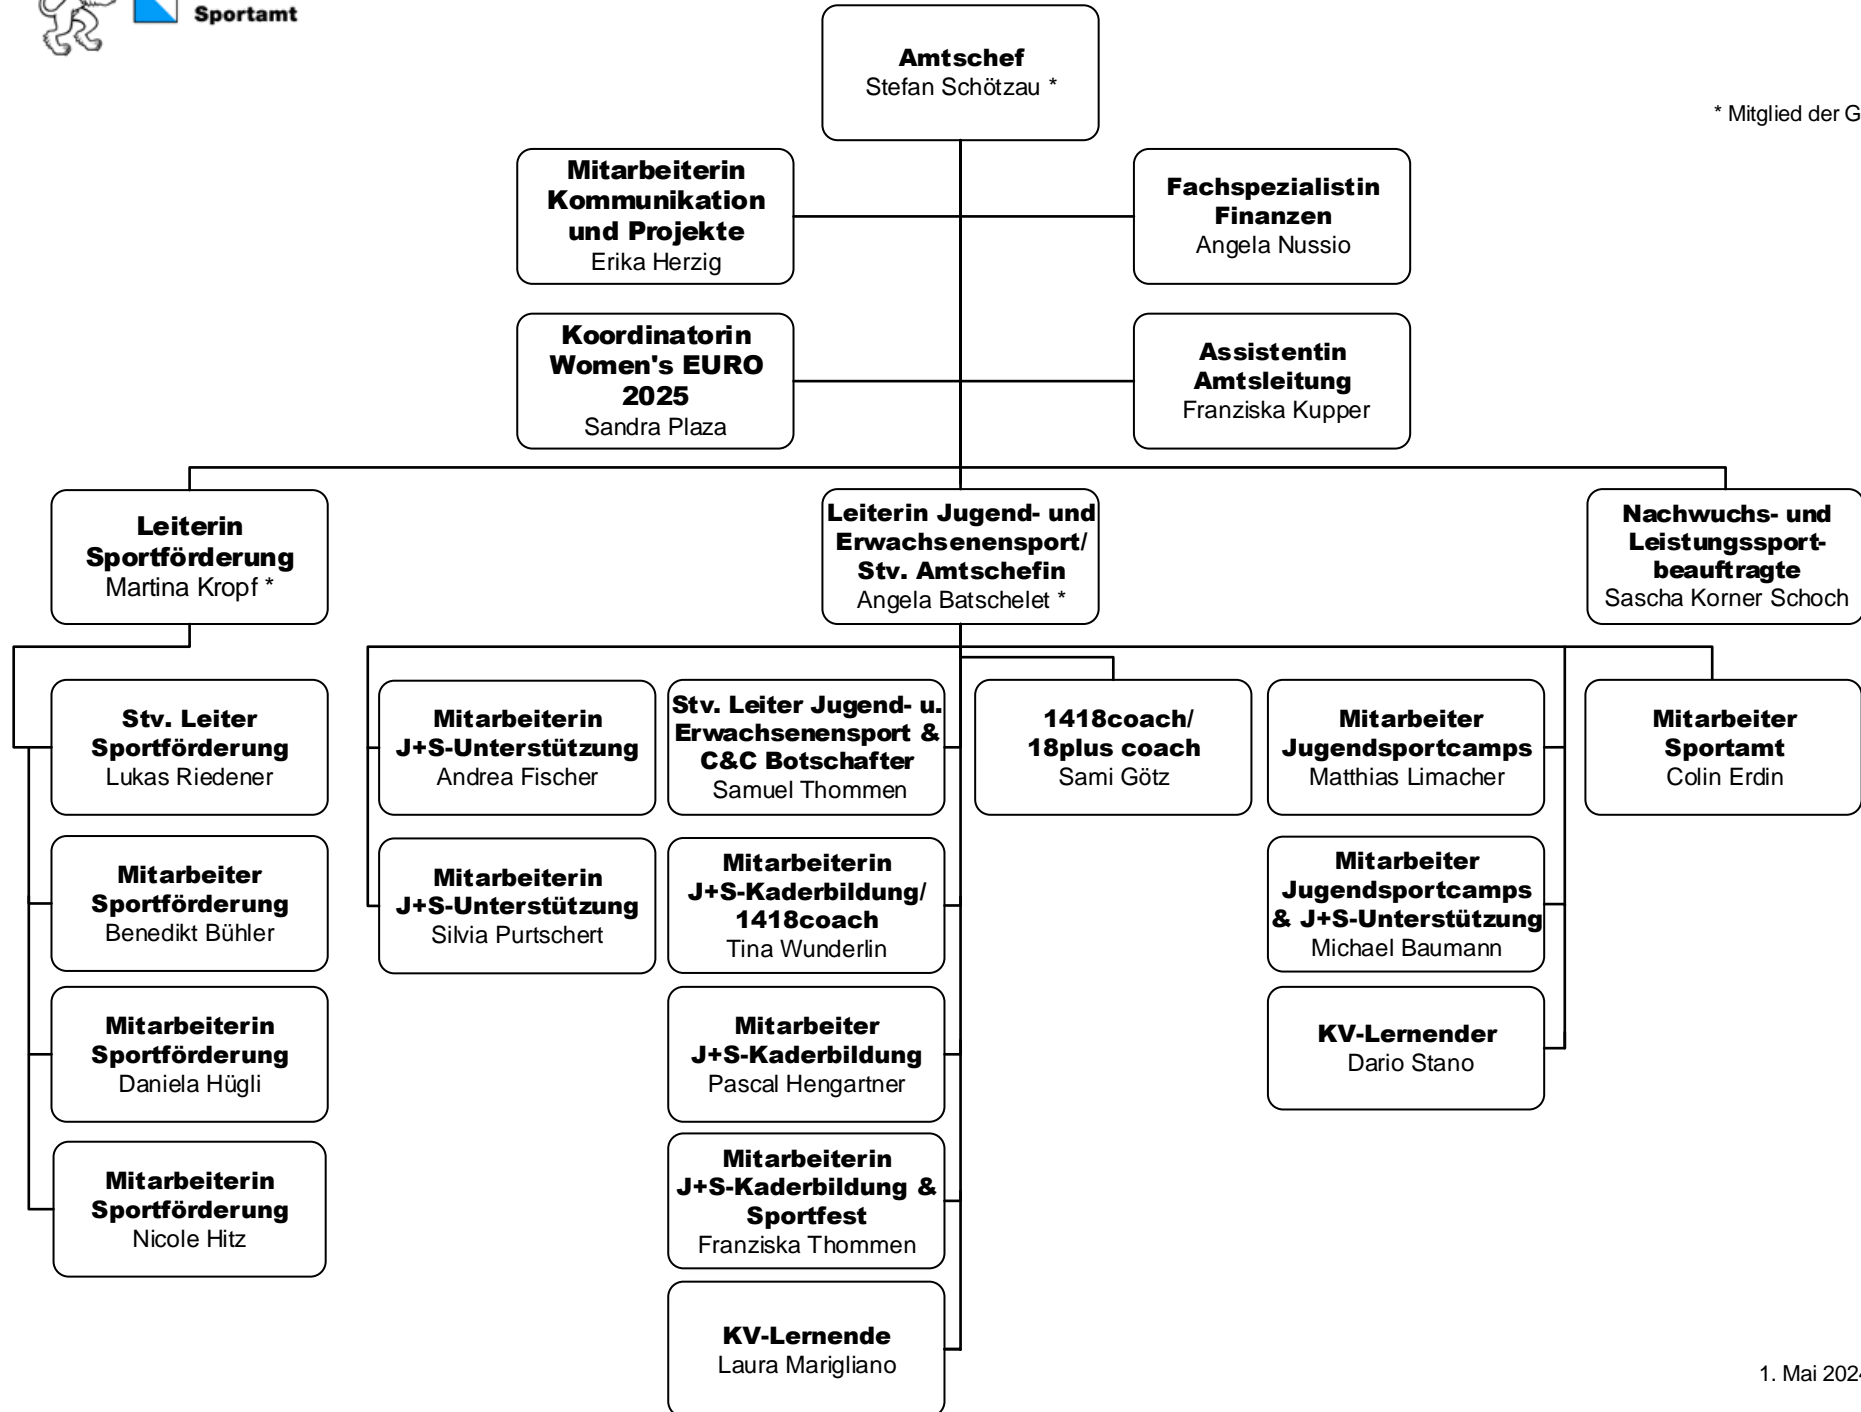 Sportamt
Amtschef
Stefan Schötzau *
* Mitglied der G
Mitarbeiterin
Kommunikation
und Projekte
Erika Herzig
Fachspezialistin
Finanzen
Angela Nussio
Koordinatorin
Women's EURO
2025
Sandra Plaza
Assistentin
Amtsleitung
Franziska Kupper
Leiterin
Sportförderung
Martina Kropf *
Leiterin Jugend- und
Erwachsenensport/
Stv. Amtschefin
Angela Batschelet *
Nachwuchs- und
Leistungssport-
beauftragte
Sascha Korner Schoch
Stv. Leiter
Sportförderung
Lukas Riedener
Mitarbeiterin
J+S-Unterstützung
Andrea Fischer
Stv. Leiter Jugend- u.
Erwachsenensport &
C&C Botschafter
Samuel Thommen
1418coach/
18plus coach
Sami Götz
Mitarbeiter
Jugendsportcamps
Matthias Limacher
Mitarbeiter
Sportamt
Colin Erdin
Mitarbeiter
Sportförderung
Benedikt Bühler
Mitarbeiterin
J+S-Unterstützung
Silvia Purtschert
Mitarbeiterin
J+S-Kaderbildung/
1418coach
Tina Wunderlin
Mitarbeiter
Jugendsportcamps
& J+S-Unterstützung
Michael Baumann
Mitarbeiterin
Sportförderung
Daniela Hügli
Mitarbeiter
J+S-Kaderbildung
Pascal Hengartner
KV-Lernender
Dario Stano
Mitarbeiterin
Sportförderung
Nicole Hitz
Mitarbeiterin
J+S-Kaderbildung &
Sportfest
Franziska Thommen
KV-Lernende
Laura Marigliano
1. Mai 2024